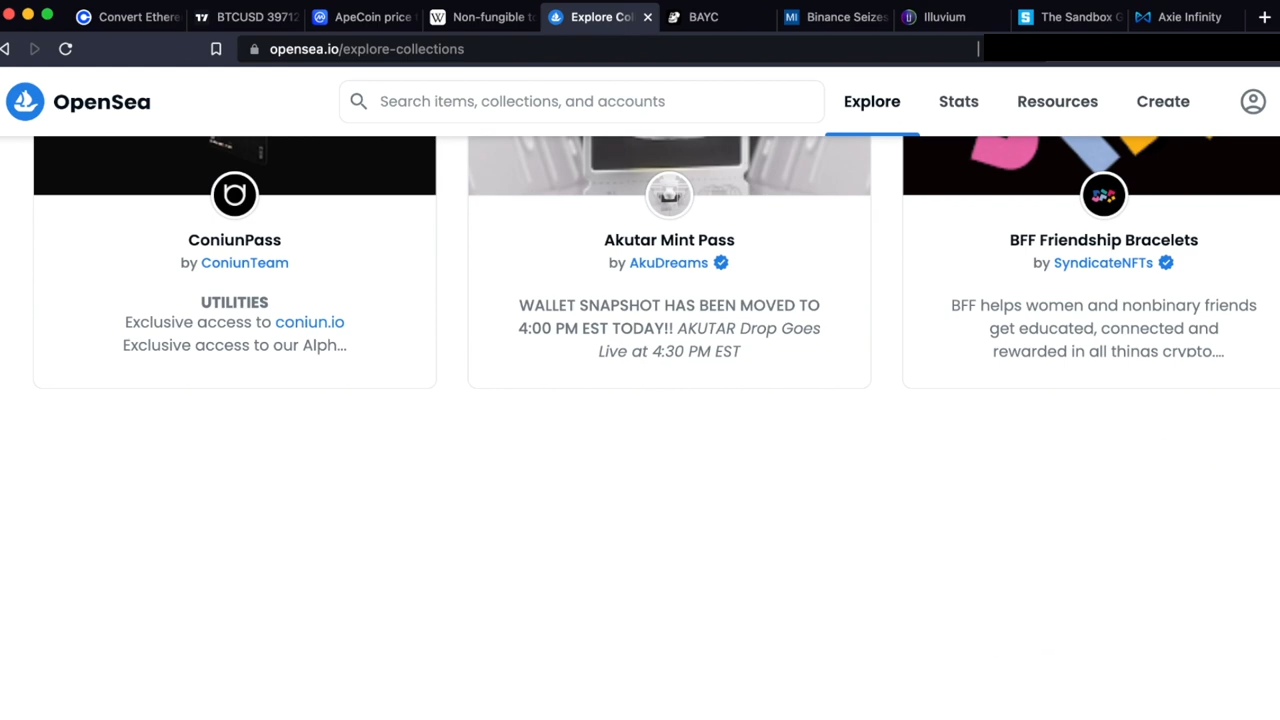 Convert Ethere
BTCUSD 39712
ApeCoin price t
Non-fungible to
Explore Col
BAYC
MI
Binance Seizes
Illuvium
The Sandbox G
Axie Infinity
opensea.io/explore-collections
OpenSea
Search items, collections, and accounts
Explore
Stats
Resources
Create
ConiunPass
by ConiunTeam
UTILITIES
Exclusive access to coniun.io
Exclusive access to our Alph...
Akutar Mint Pass
by AkuDreams
WALLET SNAPSHOT HAS BEEN MOVED TO
4:00 PM EST TODAY!! AKUTAR Drop Goes
Live at 4:30 PM EST
BFF Friendship Bracelets
by SyndicateNFTs
BFF helps women and nonbinary friends
get educated, connected and
rewarded in all things crypto....